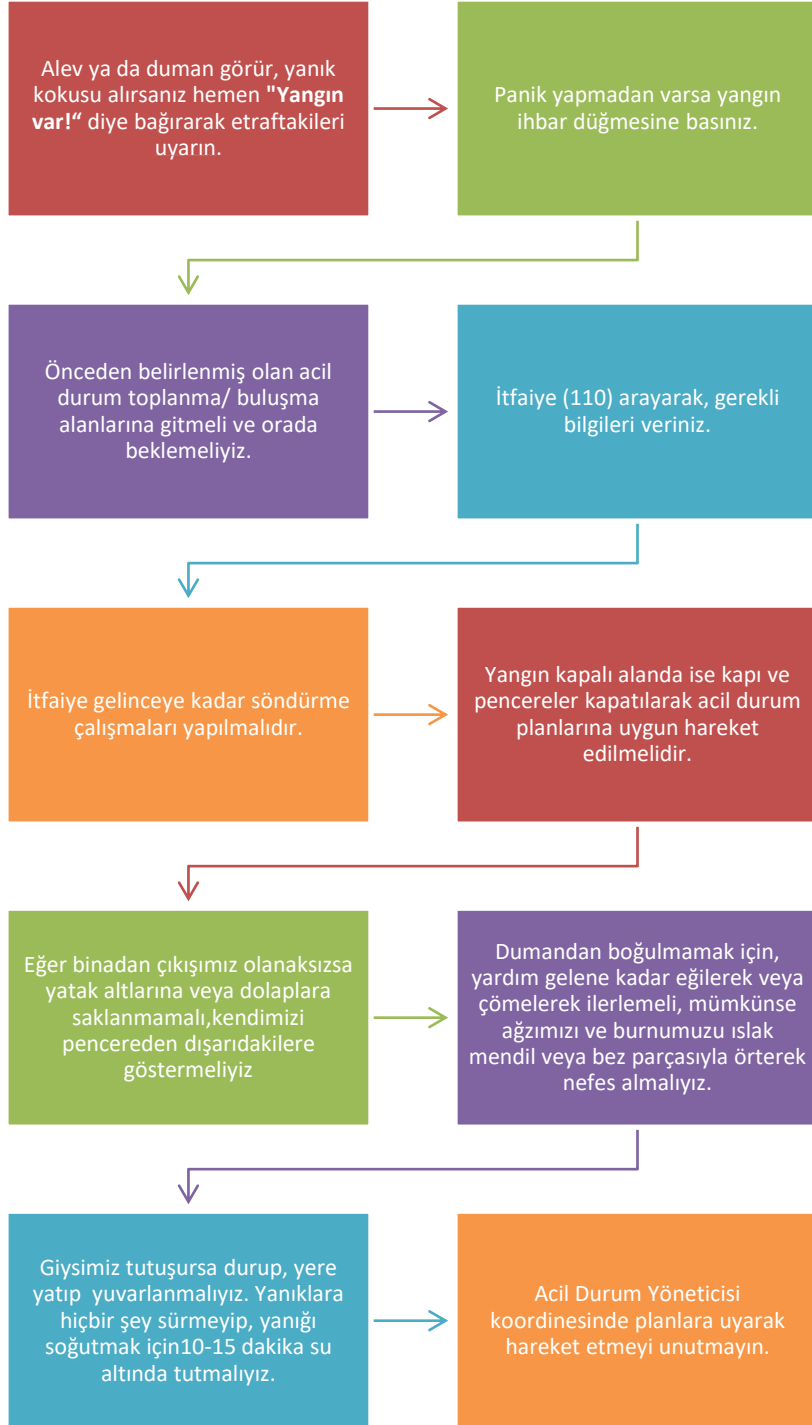 Alev ya da duman görür, yanık
kokusu alırsanız hemen "Yangın
var!“ diye bağırarak etraftakileri
uyarın.
Panik yapmadan varsa yangın
ihbar düğmesine basınız.
Önceden belirlenmiş olan acil
durum toplanma/ buluşma
alanlarına gitmeli ve orada
beklemeliyiz.
İtfaiye (110) arayarak, gerekli
bilgileri veriniz.
İtfaiye gelinceye kadar söndürme
çalışmaları yapılmalıdır.
Yangın kapalı alanda ise kapı ve
pencereler kapatılarak acil durum
planlarına uygun hareket
edilmelidir.
Eğer binadan çıkışımız olanaksızsa
yatak altlarına veya dolaplara
saklanmamalı,kendimizi
pencereden dışarıdakilere
göstermeliyiz
Dumandan boğulmamak için,
yardım gelene kadar eğilerek veya
çömelerek ilerlemeli, mümkünse
ağzımızı ve burnumuzu ıslak
mendil veya bez parçasıyla örterek
nefes almalıyız.
Giysimiz tutuşursa durup, yere
yatıp  yuvarlanmalıyız. Yanıklara
hiçbir şey sürmeyip, yanığı
soğutmak için10-15 dakika su
altında tutmalıyız.
Acil Durum Yöneticisi
koordinesinde planlara uyarak
hareket etmeyi unutmayın.